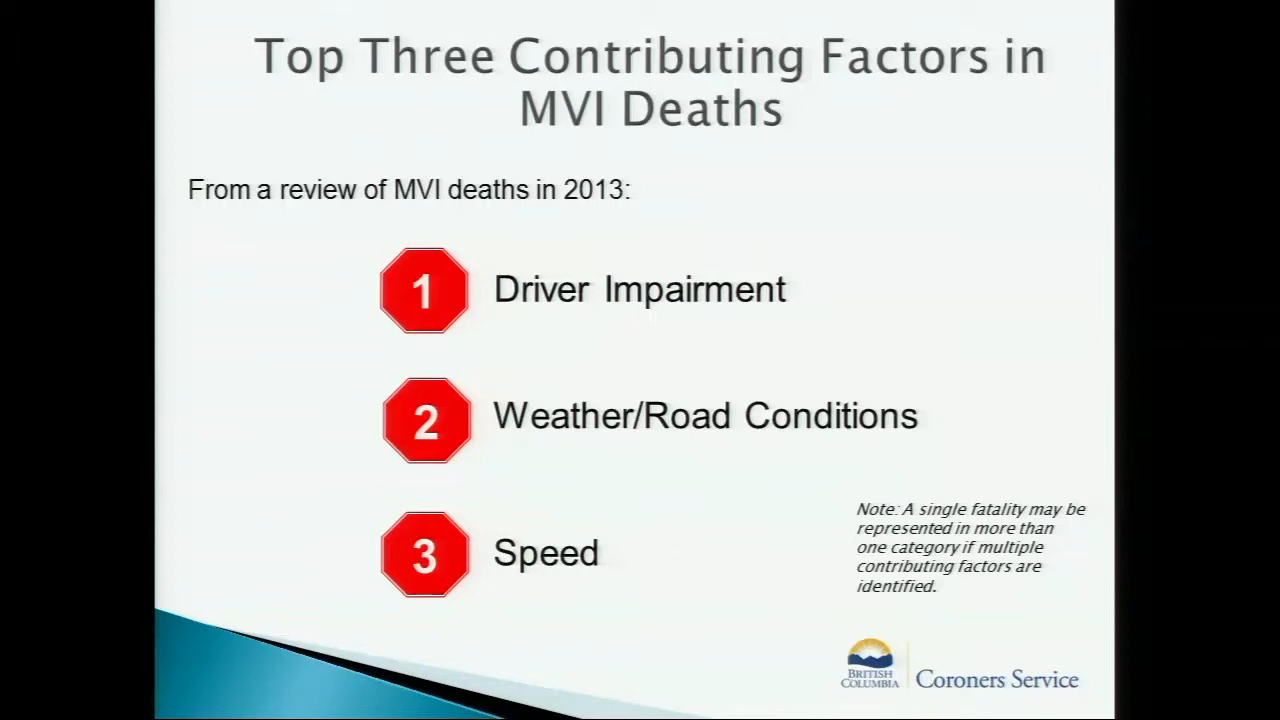 Top Three Contributing Factors in
MVI Deaths
From a review of MVI deaths in 2013:
1 Driver Impairment
2 Weather/Road Conditions
3 Speed
Note: A single fatality may be
represented in more than
one category if multiple
contributing factors are
identified.
BRITISH
COLUMBIA
Coroners Service